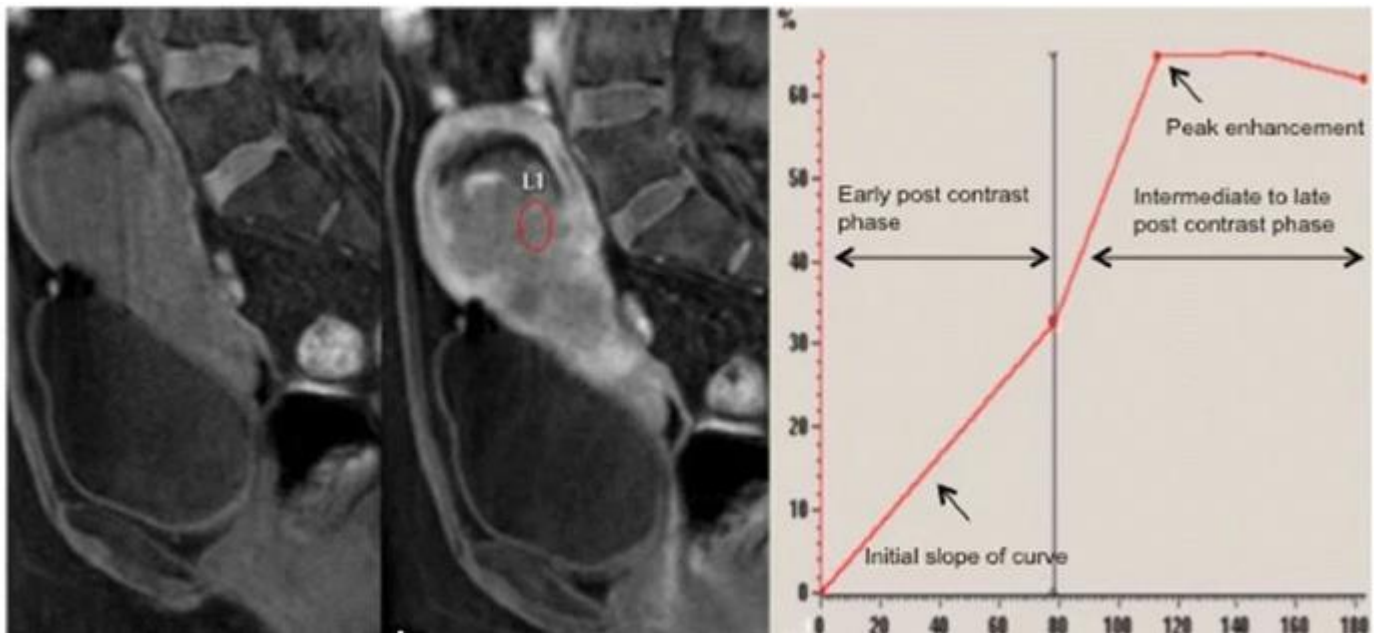 L1
%
60
Peak enhancement
50
Early post contrast
phase
Intermediate to late
post contrast phase
40
30
20
10
Initial slope of curve
0
0 20 40 60 80 100 120 140 160 180